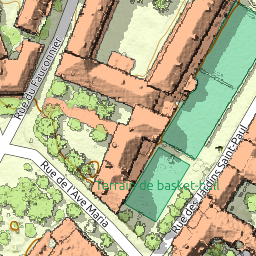 Rue du Fauconnier
Terrain de basket-ball
Rue de l'Ave Maria
Rue des Jardins Saint-Paul